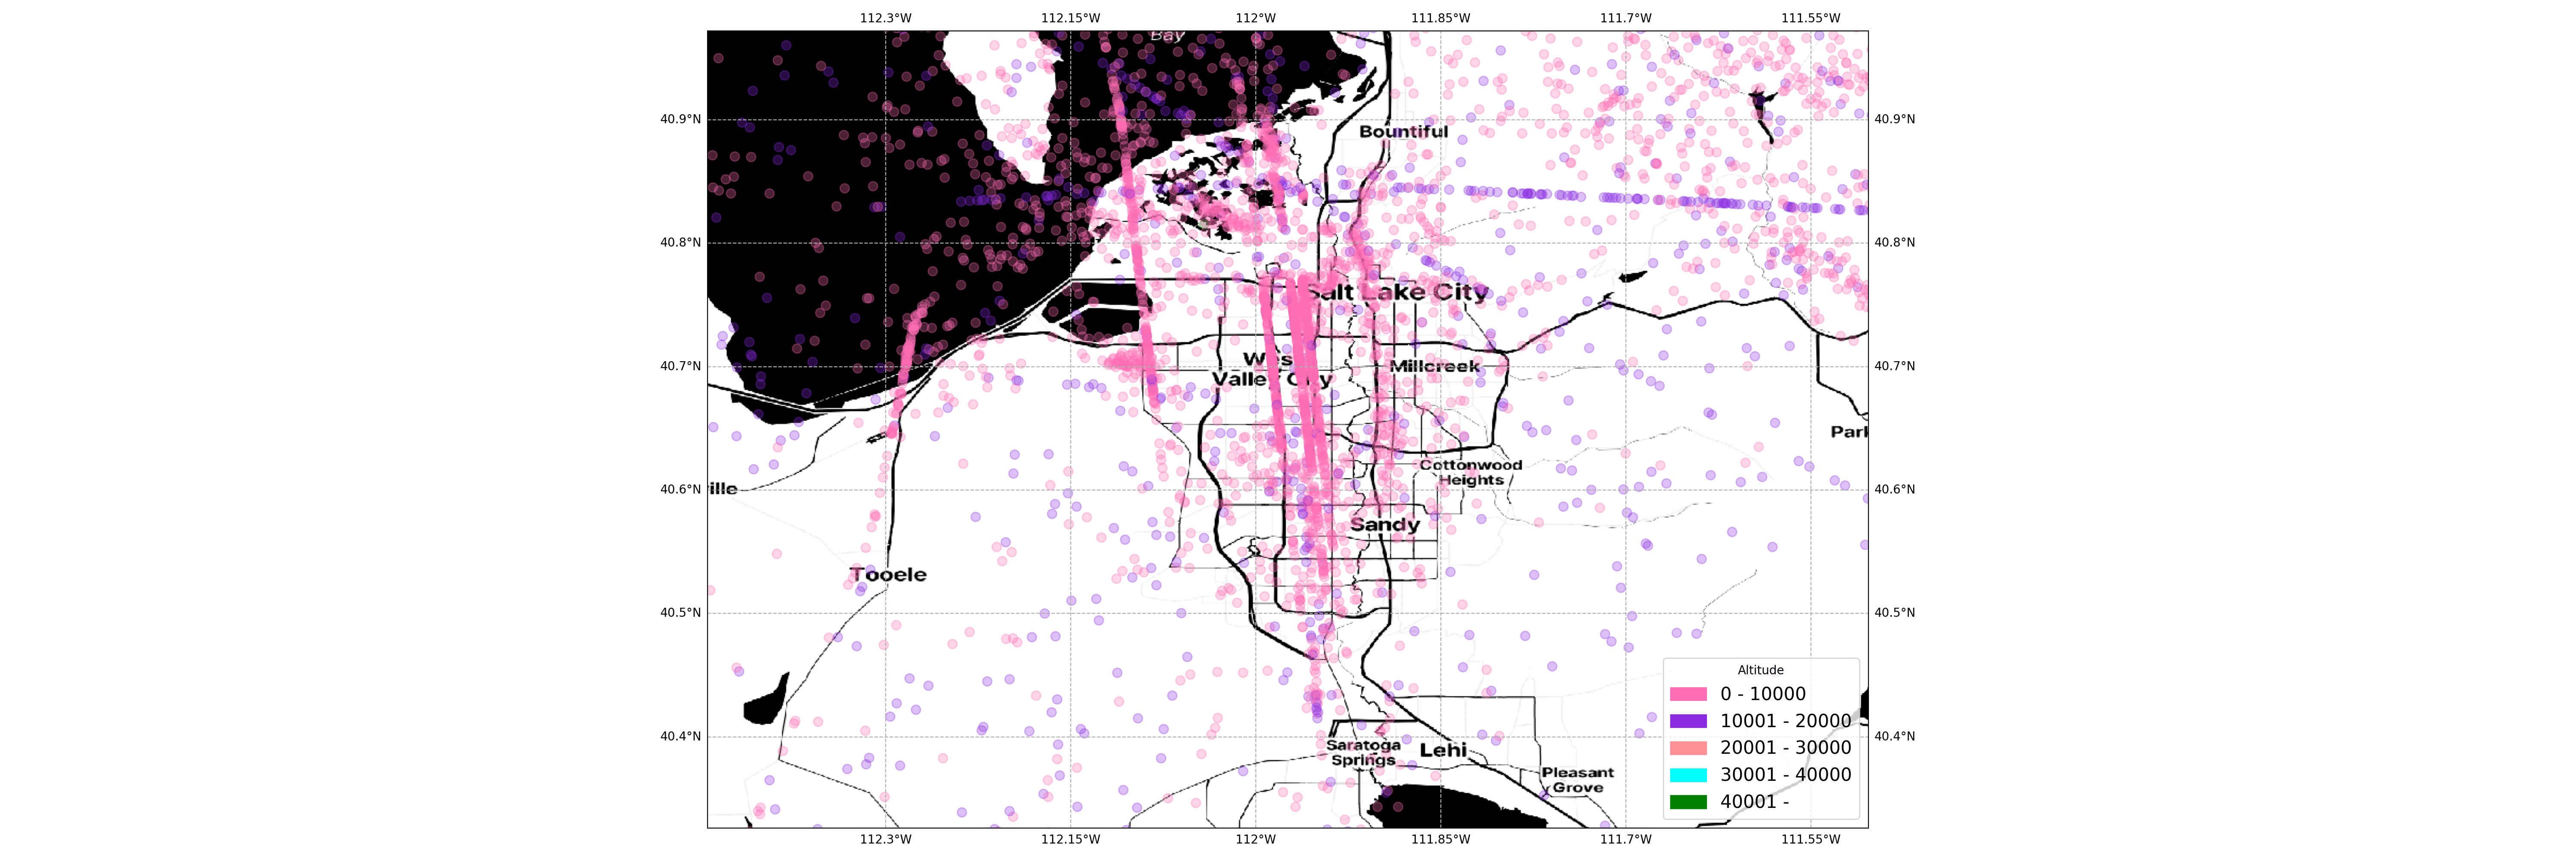 112.3°W 112.15°W 112°W 111.85°W 111.7°W 111.55°W
Bay
40.9°N 40.9°N
Bountiful
40.8°N 40.8°N
Salt Lake City
West
Valley City
40.7°N Millcreek 40.7°N
Park
Cottonwood
Heights
ille
40.6°N 40.6°N
Sandy
Tooele
40.5°N 40.5°N
Altitude
0 - 10000
10001 - 20000
20001 - 30000
30001 - 40000
40001 -
40.4°N 40.4°N
Saratoga
Springs
Lehi
Pleasant
Grove
112.3°W 112.15°W 112°W 111.85°W 111.7°W 111.55°W